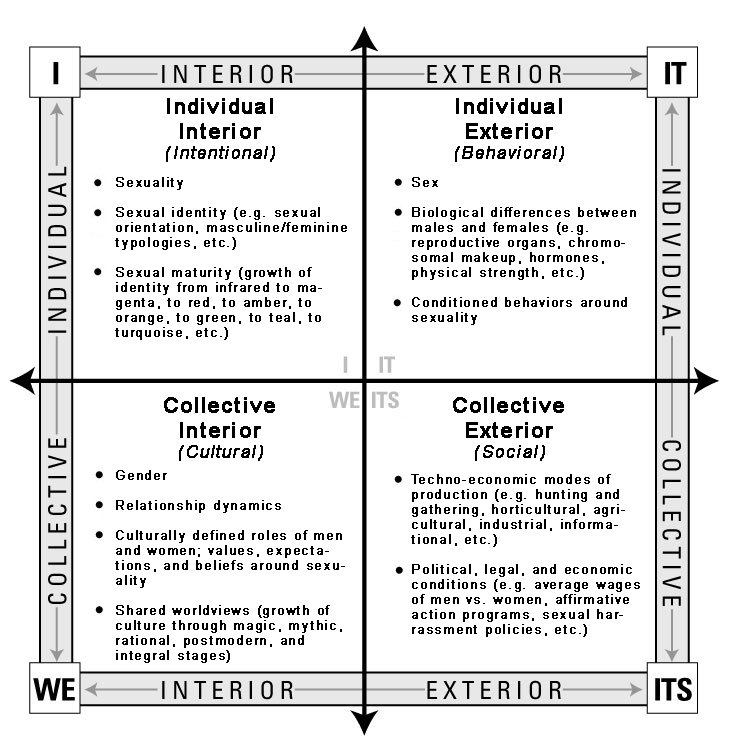 I
INTERIOR
EXTERIOR
IT
INDIVIDUAL
INDIVIDUAL
Individual
Interior
(Intentional)
• Sexuality
• Sexual identity (e.g. sexual
orientation, masculine/feminine
typologies, etc.)
• Sexual maturity (growth of
identity from infrared to ma-
genta, to red, to amber, to
orange, to green, to teal, to
turquoise, etc.)
Individual
Exterior
(Behavioral)
• Sex
• Biological differences between
males and females (e.g.
reproductive organs, chromo-
somal makeup, hormones,
physical strength, etc.)
• Conditioned behaviors around
sexuality
I IT
WE ITS
COLLECTIVE
COLLECTIVE
Collective
Interior
(Cultural)
• Gender
• Relationship dynamics
• Culturally defined roles of men
and women; values, expecta-
tions, and beliefs around sexu-
ality
• Shared worldviews (growth of
culture through magic, mythic,
rational, postmodern, and
integral stages)
Collective
Exterior
(Social)
• Techno-economic modes of
production (e.g. hunting and
gathering, horticultural, agri-
cultural, industrial, informa-
tional, etc.)
• Political, legal, and economic
conditions (e.g. average wages
of men vs. women, affirmative
action programs, sexual har-
rassment policies, etc.)
WE
INTERIOR
EXTERIOR
ITS